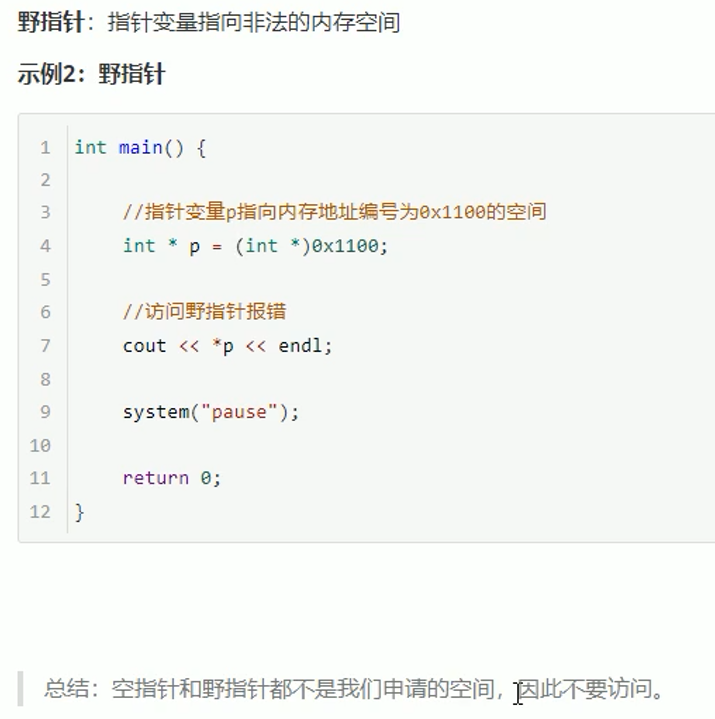 野指针：指针变量指向非法的内存空间
示例2：野指针
1 int main() {
2
3 //指针变量p指向内存地址编号为0x1100的空间
4 int * p = (int *)0x1100;
5
6 //访问野指针报错
7 cout << *p << endl;
8
9 system("pause");
10
11 return 0;
12 }
总结：空指针和野指针都不是我们申请的空间，因此不要访问。